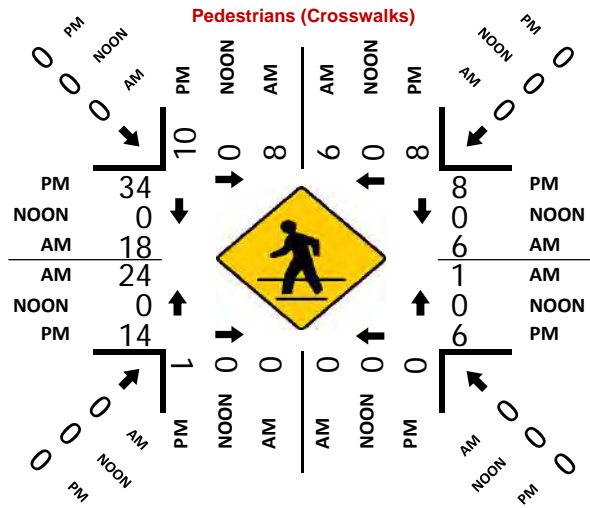 Pedestrians (Crosswalks)
PM NOON AM
0 0 0
PM NOON AM AM NOON PM
10 0 8 0 8
PM NOON AM
0 0 0
PM 34 8 PM
NOON 0 0 NOON
AM 18 6 AM
AM 24 1 AM
NOON 0 0 NOON
PM 14 6 PM
1 0 0 0 0 0
PM NOON AM AM NOON PM
0 0 0
AM NOON PM
0 0 0
AM NOON PM